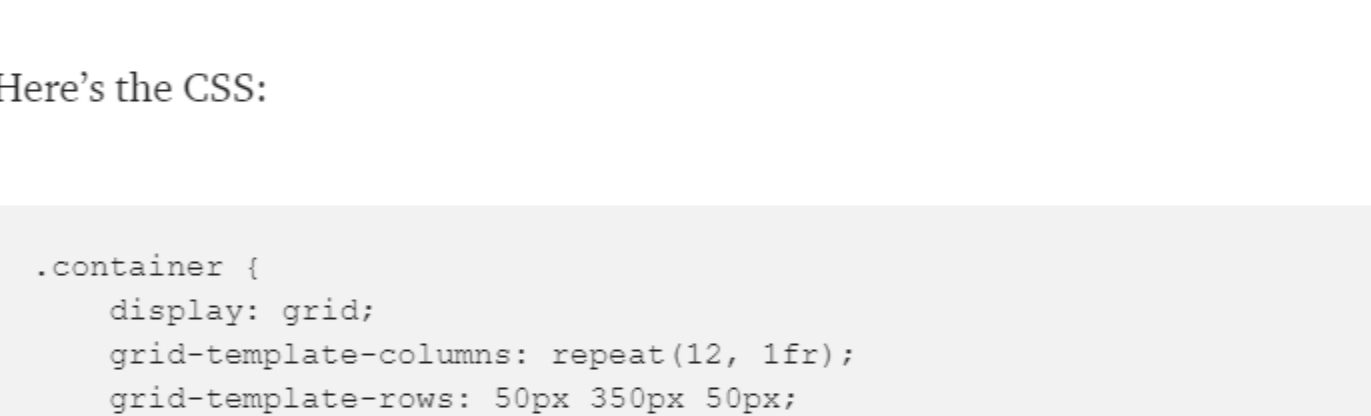 Here’s the CSS:
.container {
    display: grid;
    grid-template-columns: repeat(12, 1fr);
    grid-template-rows: 50px 350px 50px;